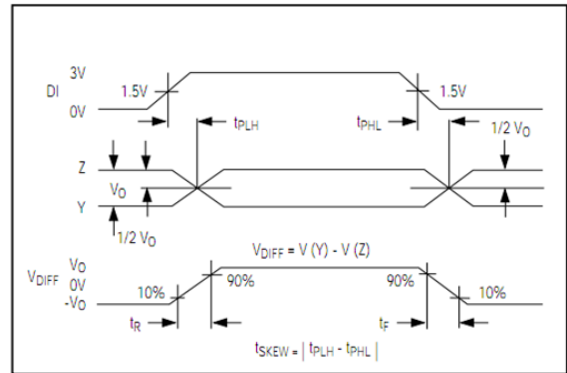 3V
DI 1.5V 1.5V
0V
tPLH tPHL
1/2 VO
Z
VO
Y
1/2 VO
VDIFF = V (Y) - V (Z)
VO
VDIFF 0V 90% 90%
-VO 10% 10%
tR tF
tSKEW = | tPLH - tPHL |